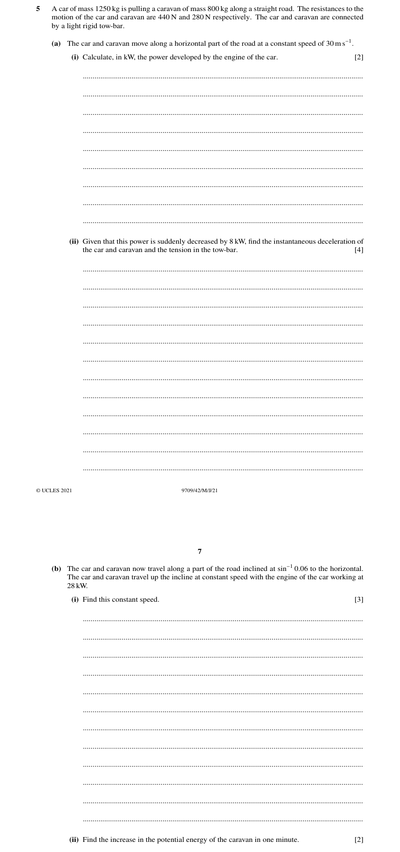 5 A car of mass 1250 kg is pulling a caravan of mass 800 kg along a straight road. The resistances to the
motion of the car and caravan are 440 N and 280 N respectively. The car and caravan are connected
by a light rigid tow-bar.
(a) The car and caravan move along a horizontal part of the road at a constant speed of 30 m s⁻¹.
(i) Calculate, in kW, the power developed by the engine of the car. [2]
(ii) Given that this power is suddenly decreased by 8 kW, find the instantaneous deceleration of
the car and caravan and the tension in the tow-bar. [4]
© UCLES 2021 9709/42/M/J/21
7
(b) The car and caravan now travel along a part of the road inclined at sin⁻¹ 0.06 to the horizontal.
The car and caravan travel up the incline at constant speed with the engine of the car working at
28 kW.
(i) Find this constant speed. [3]
(ii) Find the increase in the potential energy of the caravan in one minute. [2]